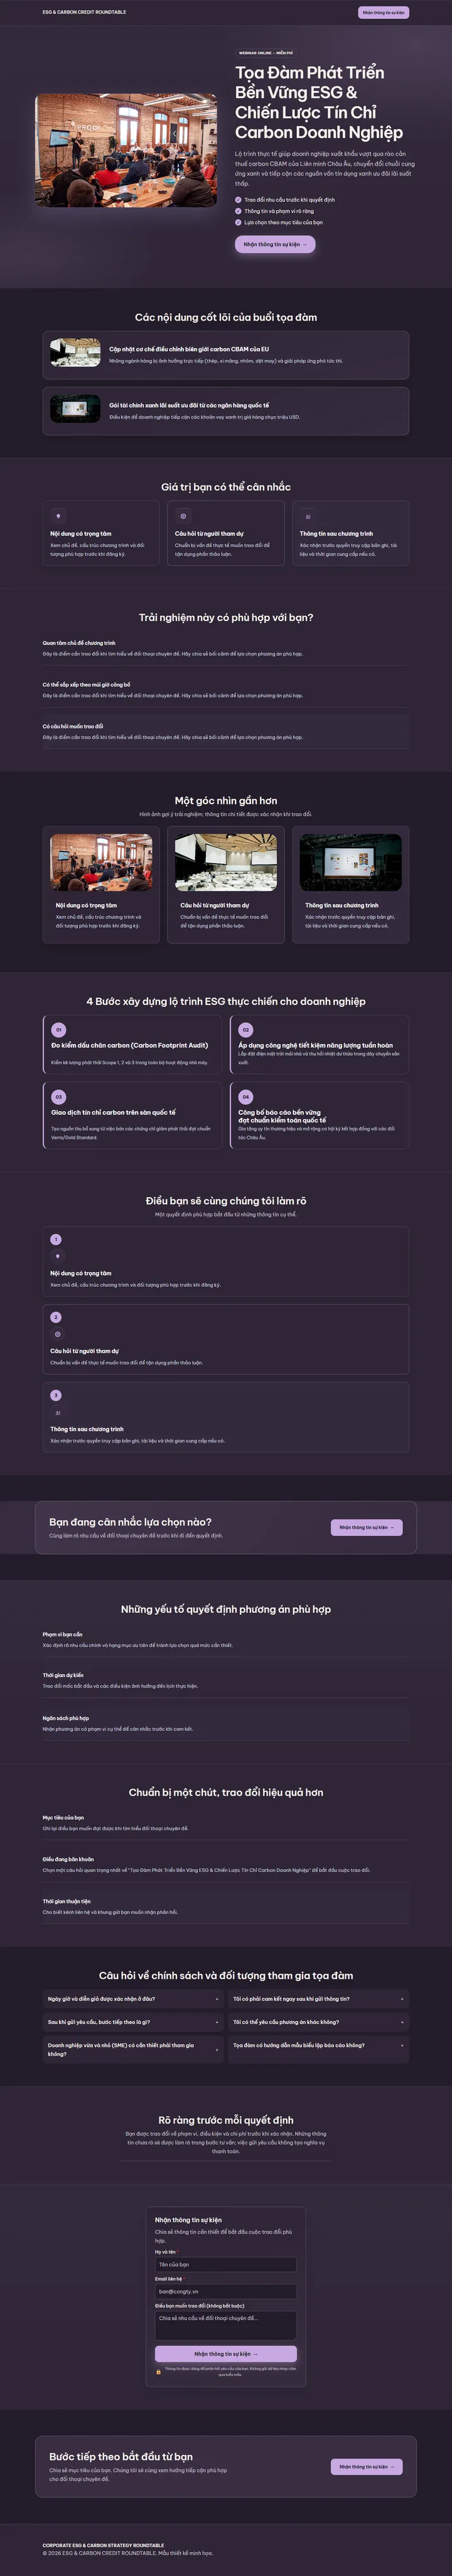 ESG & CARBON CREDIT ROUNDTABLE
Nhận thông tin sự kiện
WEBINAR ONLINE – MIỄN PHÍ
Tọa Đàm Phát Triển
Bền Vững ESG &
Chiến Lược Tín Chỉ
Carbon Doanh Nghiệp
Lộ trình thực tế giúp doanh nghiệp xuất khẩu vượt qua rào cản
thuế carbon CBAM của Liên minh Châu Âu, chuyển đổi chuỗi cung
ứng xanh và tiếp cận các nguồn vốn tín dụng xanh ưu đãi lãi suất
thấp.
✓ Trao đổi nhu cầu trước khi quyết định
✓ Thông tin và phạm vi rõ ràng
✓ Lựa chọn theo mục tiêu của bạn
Nhận thông tin sự kiện →
Các nội dung cốt lõi của buổi tọa đàm
Cập nhật cơ chế điều chỉnh biên giới carbon CBAM của EU
Những ngành hàng bị ảnh hưởng trực tiếp (thép, xi măng, nhôm, dệt may) và giải pháp ứng phó tức thì.
Gói tài chính xanh lãi suất ưu đãi từ các ngân hàng quốc tế
Điều kiện để doanh nghiệp tiếp cận các khoản vay xanh trị giá hàng chục triệu USD.
Giá trị bạn có thể cân nhắc
Nội dung có trọng tâm
Xem chủ đề, cấu trúc chương trình và đối
tượng phù hợp trước khi đăng ký.
Câu hỏi từ người tham dự
Chuẩn bị vấn đề thực tế muốn trao đổi để
tận dụng phần thảo luận.
Thông tin sau chương trình
Xác nhận trước quyền truy cập bản ghi, tài
liệu và thời gian cung cấp nếu có.
Trải nghiệm này có phù hợp với bạn?
Quan tâm chủ đề chương trình
Đây là điểm cần trao đổi khi tìm hiểu về đối thoại chuyên đề. Hãy chia sẻ bối cảnh để lựa chọn phương án phù hợp.
Có thể sắp xếp theo múi giờ công bố
Đây là điểm cần trao đổi khi tìm hiểu về đối thoại chuyên đề. Hãy chia sẻ bối cảnh để lựa chọn phương án phù hợp.
Có câu hỏi muốn trao đổi
Đây là điểm cần trao đổi khi tìm hiểu về đối thoại chuyên đề. Hãy chia sẻ bối cảnh để lựa chọn phương án phù hợp.
Một góc nhìn gần hơn
Hình ảnh gợi ý trải nghiệm; thông tin chi tiết được xác nhận khi trao đổi.
Nội dung có trọng tâm
Xem chủ đề, cấu trúc chương trình và
đối tượng phù hợp trước khi đăng ký.
Câu hỏi từ người tham dự
Chuẩn bị vấn đề thực tế muốn trao đổi
để tận dụng phần thảo luận.
Thông tin sau chương trình
Xác nhận trước quyền truy cập bản ghi,
tài liệu và thời gian cung cấp nếu có.
4 Bước xây dựng lộ trình ESG thực chiến cho doanh nghiệp
01
Đo kiểm dấu chân carbon (Carbon Footprint Audit)
Kiểm kê lượng phát thải Scope 1, 2 và 3 trong toàn bộ hoạt động nhà máy.
02
Áp dụng công nghệ tiết kiệm năng lượng tuần hoàn
Lắp đặt điện mặt trời mái nhà và thu hồi nhiệt dư thừa trong dây chuyền sản
xuất.
03
Giao dịch tín chỉ carbon trên sàn quốc tế
Tạo nguồn thu bổ sung từ việc bán các chứng chỉ giảm phát thải đạt chuẩn
Verra/Gold Standard.
04
Công bố báo cáo bền vững
đạt chuẩn kiểm toán quốc tế
Gia tăng uy tín thương hiệu và mở rộng cơ hội ký kết hợp đồng với các đối
tác Châu Âu.
Điều bạn sẽ cùng chúng tôi làm rõ
Một quyết định phù hợp bắt đầu từ những thông tin cụ thể.
1
Nội dung có trọng tâm
Xem chủ đề, cấu trúc chương trình và đối tượng phù hợp trước khi đăng ký.
2
Câu hỏi từ người tham dự
Chuẩn bị vấn đề thực tế muốn trao đổi để tận dụng phần thảo luận.
3
Thông tin sau chương trình
Xác nhận trước quyền truy cập bản ghi, tài liệu và thời gian cung cấp nếu có.
Bạn đang cân nhắc lựa chọn nào?
Cùng làm rõ nhu cầu về đối thoại chuyên đề trước khi đi đến quyết định.
Nhận thông tin sự kiện →
Những yếu tố quyết định phương án phù hợp
Phạm vi bạn cần
Xác định rõ nhu cầu chính và hạng mục ưu tiên để tránh lựa chọn quá mức cần thiết.
Thời gian dự kiến
Trao đổi mốc bắt đầu và các điều kiện ảnh hưởng đến lịch thực hiện.
Ngân sách phù hợp
Nhận phương án có phạm vi cụ thể để cân nhắc trước khi cam kết.
Chuẩn bị một chút, trao đổi hiệu quả hơn
Mục tiêu của bạn
Ghi lại điều bạn muốn đạt được khi tìm hiểu đối thoại chuyên đề.
Điều đang băn khoăn
Chọn một câu hỏi quan trọng nhất về “Tọa Đàm Phát Triển Bền Vững ESG & Chiến Lược Tín Chỉ Carbon Doanh Nghiệp” để bắt đầu cuộc trao đổi.
Thời gian thuận tiện
Cho biết kênh liên hệ và khung giờ bạn muốn nhận phản hồi.
Câu hỏi về chính sách và đối tượng tham gia tọa đàm
Ngày giờ và diễn giả được xác nhận ở đâu? +
Tôi có phải cam kết ngay sau khi gửi thông tin? +
Sau khi gửi yêu cầu, bước tiếp theo là gì? +
Tôi có thể yêu cầu phương án khác không? +
Doanh nghiệp vừa và nhỏ (SME) có cần thiết phải tham gia
không? +
Tọa đàm có hướng dẫn mẫu biểu lập báo cáo không? +
Rõ ràng trước mỗi quyết định
Bạn được trao đổi về phạm vi, điều kiện và chi phí trước khi xác nhận. Những thông
tin chưa rõ sẽ được làm rõ trong bước tư vấn; việc gửi yêu cầu không tạo nghĩa vụ
thanh toán.
Nhận thông tin sự kiện
Chia sẻ thông tin cần thiết để bắt đầu cuộc trao đổi phù
hợp.
Họ và tên *
Tên của bạn
Email liên hệ *
ban@congty.vn
Điều bạn muốn trao đổi (không bắt buộc)
Chia sẻ nhu cầu về đối thoại chuyên đề...
Nhận thông tin sự kiện →
Thông tin được dùng để phản hồi yêu cầu của bạn. Không gửi dữ liệu nhạy cảm
qua biểu mẫu.
Bước tiếp theo bắt đầu từ bạn
Chia sẻ mục tiêu của bạn. Chúng tôi sẽ cùng xem hướng tiếp cận phù hợp
cho đối thoại chuyên đề.
Nhận thông tin sự kiện →
CORPORATE ESG & CARBON STRATEGY ROUNDTABLE
© 2026 ESG & CARBON CREDIT ROUNDTABLE. Mẫu thiết kế minh họa.